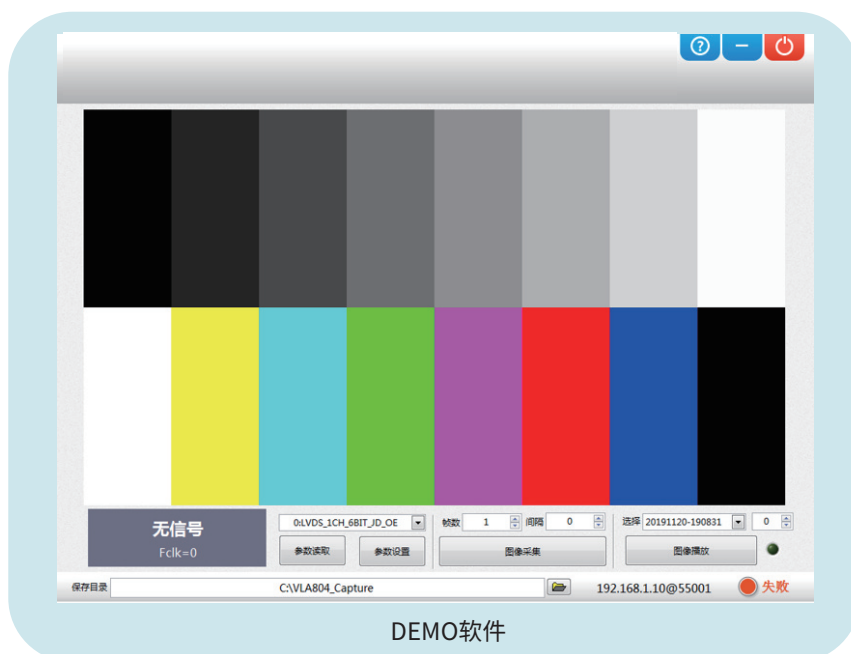 无信号
Fclk=0
0:LVDS_1CH_6BIT_JD_OE
参数读取 参数设置
帧数 1 间隔 0
图像采集
选择 20191120-190831 0
图像播放
保存目录 C:\VLA804_Capture 192.168.1.10@55001 失败
DEMO软件